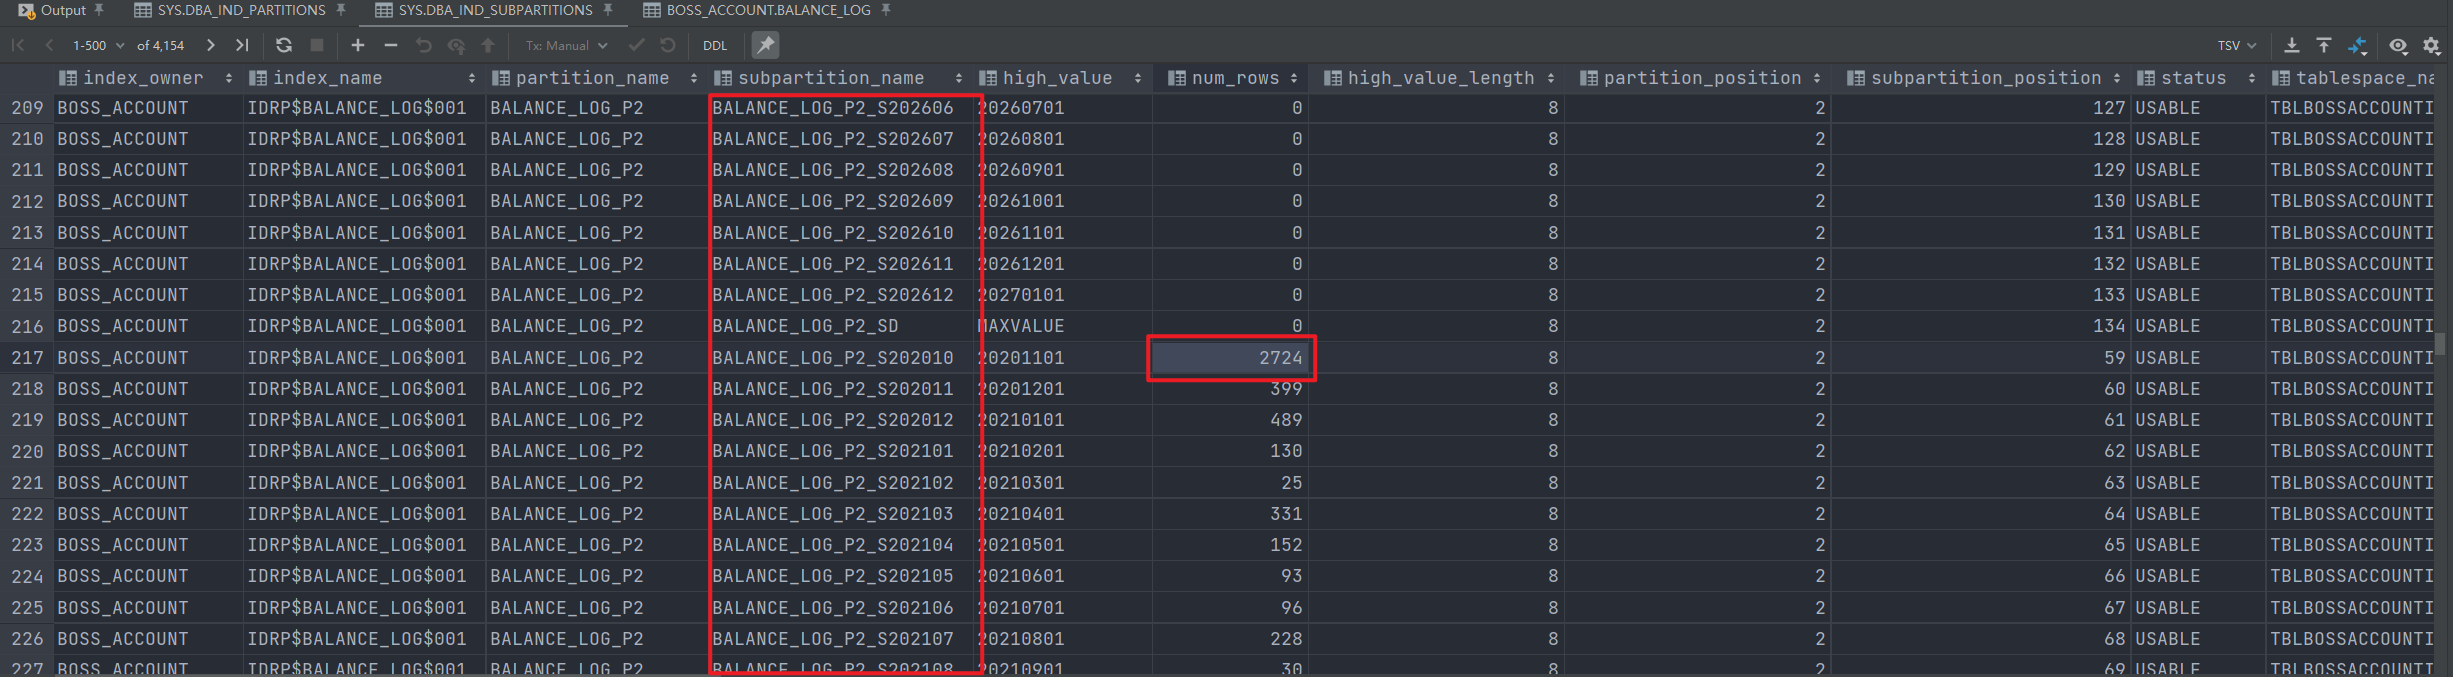 Output SYS.DBA_IND_PARTITIONS SYS.DBA_IND_SUBPARTITIONS BOSS_ACCOUNT.BALANCE_LOG
1-500 of 4,154 Tx: Manual DDL TSV
index_owner index_name partition_name subpartition_name high_value num_rows high_value_length partition_position subpartition_position status tablespace_na
209 BOSS_ACCOUNT IDRP$BALANCE_LOG$001 BALANCE_LOG_P2 BALANCE_LOG_P2_S202606 20260701 0 8 2 127 USABLE TBLBOSSACCOUNTI
210 BOSS_ACCOUNT IDRP$BALANCE_LOG$001 BALANCE_LOG_P2 BALANCE_LOG_P2_S202607 20260801 0 8 2 128 USABLE TBLBOSSACCOUNTI
211 BOSS_ACCOUNT IDRP$BALANCE_LOG$001 BALANCE_LOG_P2 BALANCE_LOG_P2_S202608 20260901 0 8 2 129 USABLE TBLBOSSACCOUNTI
212 BOSS_ACCOUNT IDRP$BALANCE_LOG$001 BALANCE_LOG_P2 BALANCE_LOG_P2_S202609 20261001 0 8 2 130 USABLE TBLBOSSACCOUNTI
213 BOSS_ACCOUNT IDRP$BALANCE_LOG$001 BALANCE_LOG_P2 BALANCE_LOG_P2_S202610 20261101 0 8 2 131 USABLE TBLBOSSACCOUNTI
214 BOSS_ACCOUNT IDRP$BALANCE_LOG$001 BALANCE_LOG_P2 BALANCE_LOG_P2_S202611 20261201 0 8 2 132 USABLE TBLBOSSACCOUNTI
215 BOSS_ACCOUNT IDRP$BALANCE_LOG$001 BALANCE_LOG_P2 BALANCE_LOG_P2_S202612 20270101 0 8 2 133 USABLE TBLBOSSACCOUNTI
216 BOSS_ACCOUNT IDRP$BALANCE_LOG$001 BALANCE_LOG_P2 BALANCE_LOG_P2_SD MAXVALUE 0 8 2 134 USABLE TBLBOSSACCOUNTI
217 BOSS_ACCOUNT IDRP$BALANCE_LOG$001 BALANCE_LOG_P2 BALANCE_LOG_P2_S202010 20201101 2724 8 2 59 USABLE TBLBOSSACCOUNTI
218 BOSS_ACCOUNT IDRP$BALANCE_LOG$001 BALANCE_LOG_P2 BALANCE_LOG_P2_S202011 20201201 399 8 2 60 USABLE TBLBOSSACCOUNTI
219 BOSS_ACCOUNT IDRP$BALANCE_LOG$001 BALANCE_LOG_P2 BALANCE_LOG_P2_S202012 20210101 489 8 2 61 USABLE TBLBOSSACCOUNTI
220 BOSS_ACCOUNT IDRP$BALANCE_LOG$001 BALANCE_LOG_P2 BALANCE_LOG_P2_S202101 20210201 130 8 2 62 USABLE TBLBOSSACCOUNTI
221 BOSS_ACCOUNT IDRP$BALANCE_LOG$001 BALANCE_LOG_P2 BALANCE_LOG_P2_S202102 20210301 25 8 2 63 USABLE TBLBOSSACCOUNTI
222 BOSS_ACCOUNT IDRP$BALANCE_LOG$001 BALANCE_LOG_P2 BALANCE_LOG_P2_S202103 20210401 331 8 2 64 USABLE TBLBOSSACCOUNTI
223 BOSS_ACCOUNT IDRP$BALANCE_LOG$001 BALANCE_LOG_P2 BALANCE_LOG_P2_S202104 20210501 152 8 2 65 USABLE TBLBOSSACCOUNTI
224 BOSS_ACCOUNT IDRP$BALANCE_LOG$001 BALANCE_LOG_P2 BALANCE_LOG_P2_S202105 20210601 93 8 2 66 USABLE TBLBOSSACCOUNTI
225 BOSS_ACCOUNT IDRP$BALANCE_LOG$001 BALANCE_LOG_P2 BALANCE_LOG_P2_S202106 20210701 96 8 2 67 USABLE TBLBOSSACCOUNTI
226 BOSS_ACCOUNT IDRP$BALANCE_LOG$001 BALANCE_LOG_P2 BALANCE_LOG_P2_S202107 20210801 228 8 2 68 USABLE TBLBOSSACCOUNTI
227 BOSS_ACCOUNT IDRP$BALANCE_LOG$001 BALANCE_LOG_P2 BALANCE_LOG_P2_S202108 20210901 30 8 2 69 USABLE TBLBOSSACCOUNTI